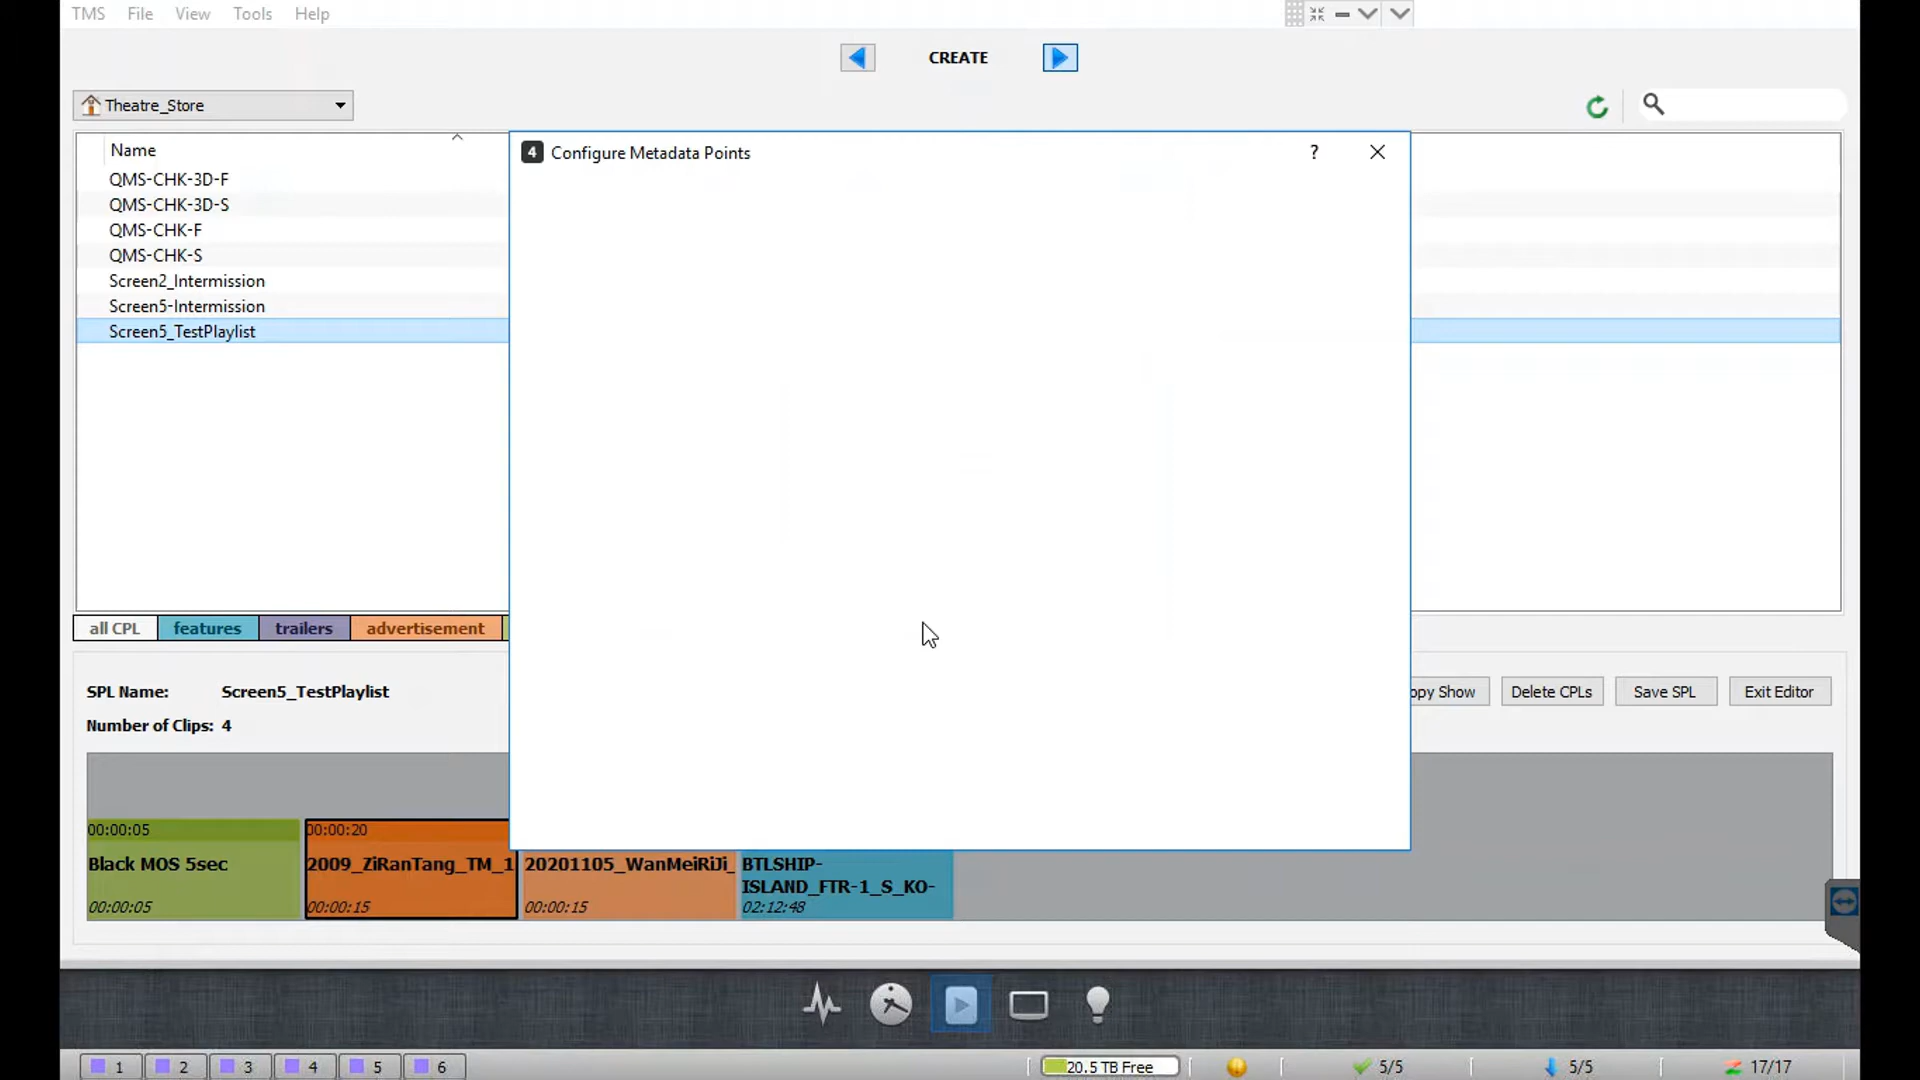 TMS File View Tools Help
CREATE
Theatre_Store
Name
QMS-CHK-3D-F
QMS-CHK-3D-S
QMS-CHK-F
QMS-CHK-S
Screen2_Intermission
Screen5-Intermission
Screen5_TestPlaylist
4 Configure Metadata Points ?
all CPL features trailers advertisement
SPL Name: Screen5_TestPlaylist
opy Show Delete CPLs Save SPL Exit Editor
Number of Clips: 4
00:00:05 00:00:20
Black MOS 5sec 2009_ZiRanTang_TM_1 20201105_WanMeiRiJi_ BTLSHIP-
ISLAND_FTR-1_S_KO-
00:00:05 00:00:15 00:00:15 02:12:48
1 2 3 4 5 6 20.5 TB Free 5/5 5/5 17/17